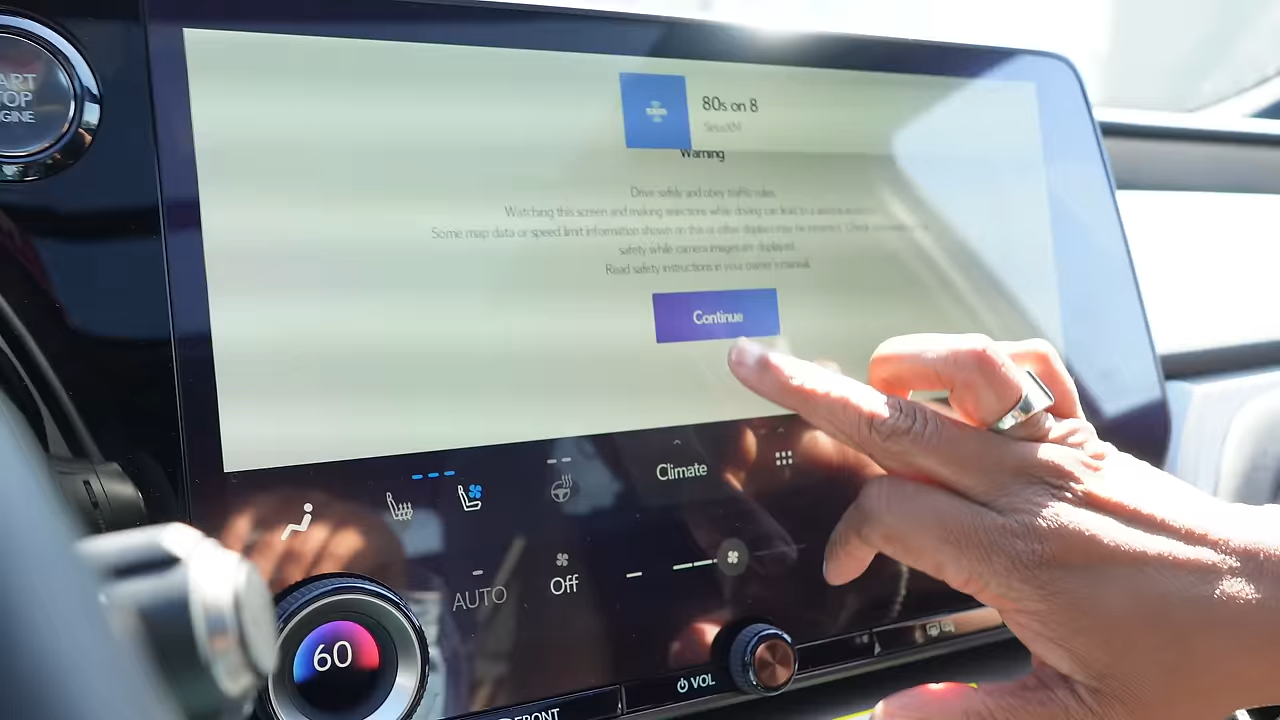 ART
TOP
GINE
80s on 8
SiriusXM
Warning
Drive safely and obey traffic rules.
Watching this screen and making selections while driving can lead to a
Some map data or speed limit information shown on this or other displays may be incorrect. Check
safety while camera images are displayed.
Read safety instructions in your owner's manual.
Continue
Climate
AUTO
Off
60
VOL
FRONT